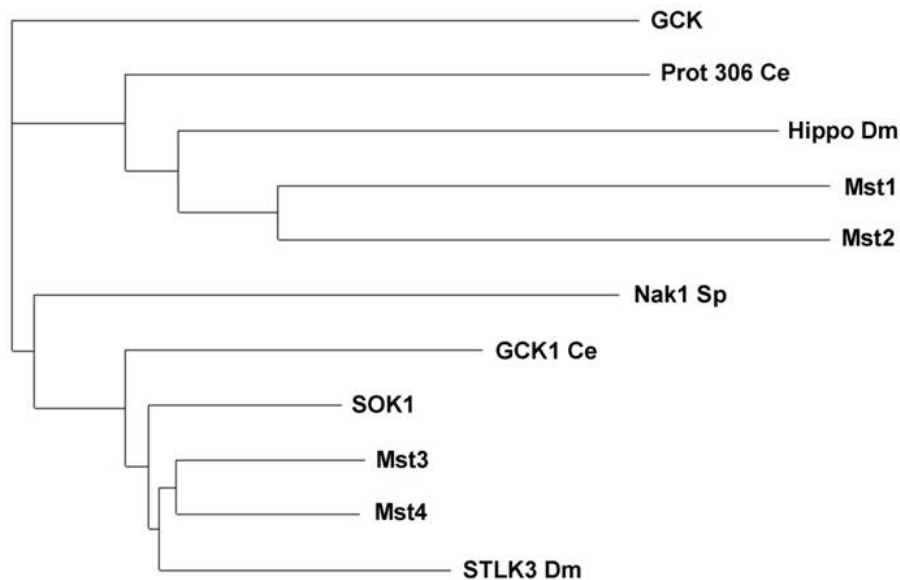 GCK
Prot 306 Ce
Hippo Dm
Mst1
Mst2
Nak1 Sp
GCK1 Ce
SOK1
Mst3
Mst4
STLK3 Dm